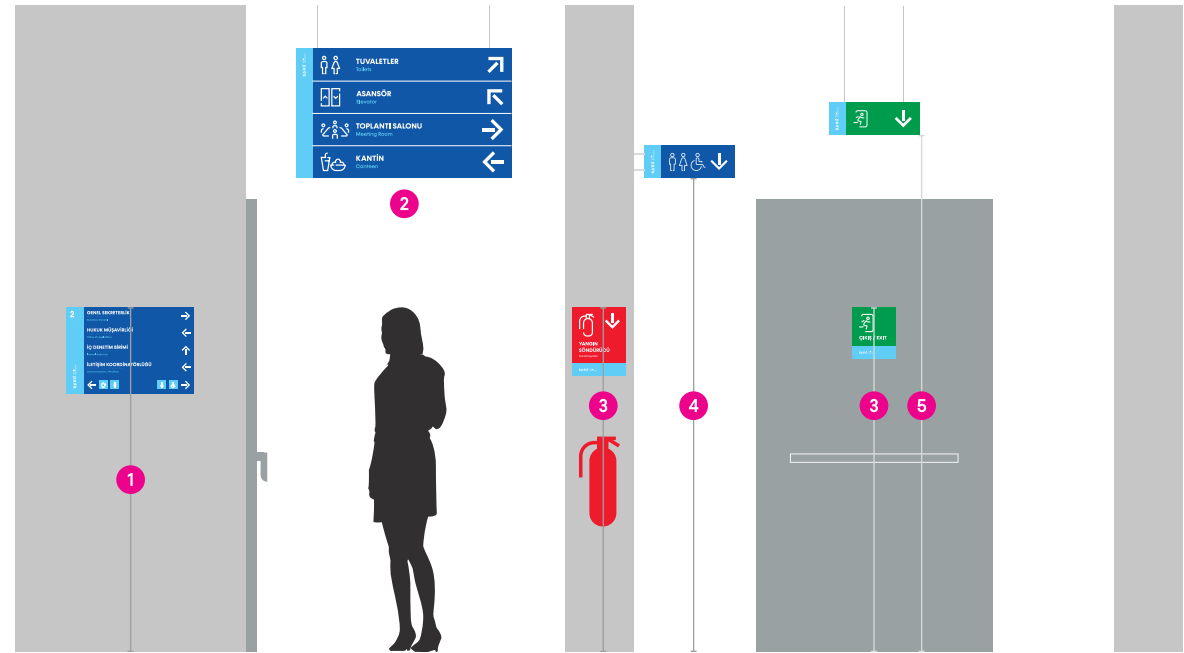 TUVALETLER
Toilets
ASANSÖR
Elevator
TOPLANTI SALONU
Meeting Room
KANTİN
Canteen
2
2
GENEL SEKRETERLİK
HUKUK MÜŞAVİRLİĞİ
İÇ DENETİM BİRİMİ
İLETİŞİM KOORDİNATÖRLÜĞÜ
1
YANGIN
SÖNDÜRÜCÜ
3
4
ÇIKIŞ / EXIT
3
5